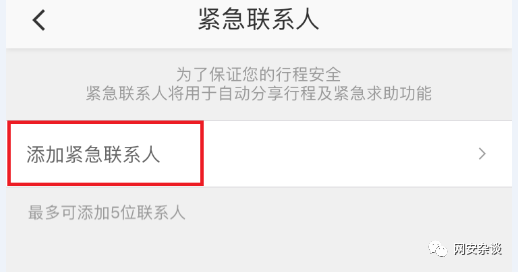 紧急联系人
为了保证您的行程安全
紧急联系人将用于自动分享行程及紧急求助功能
添加紧急联系人
最多可添加5位联系人
网安杂谈